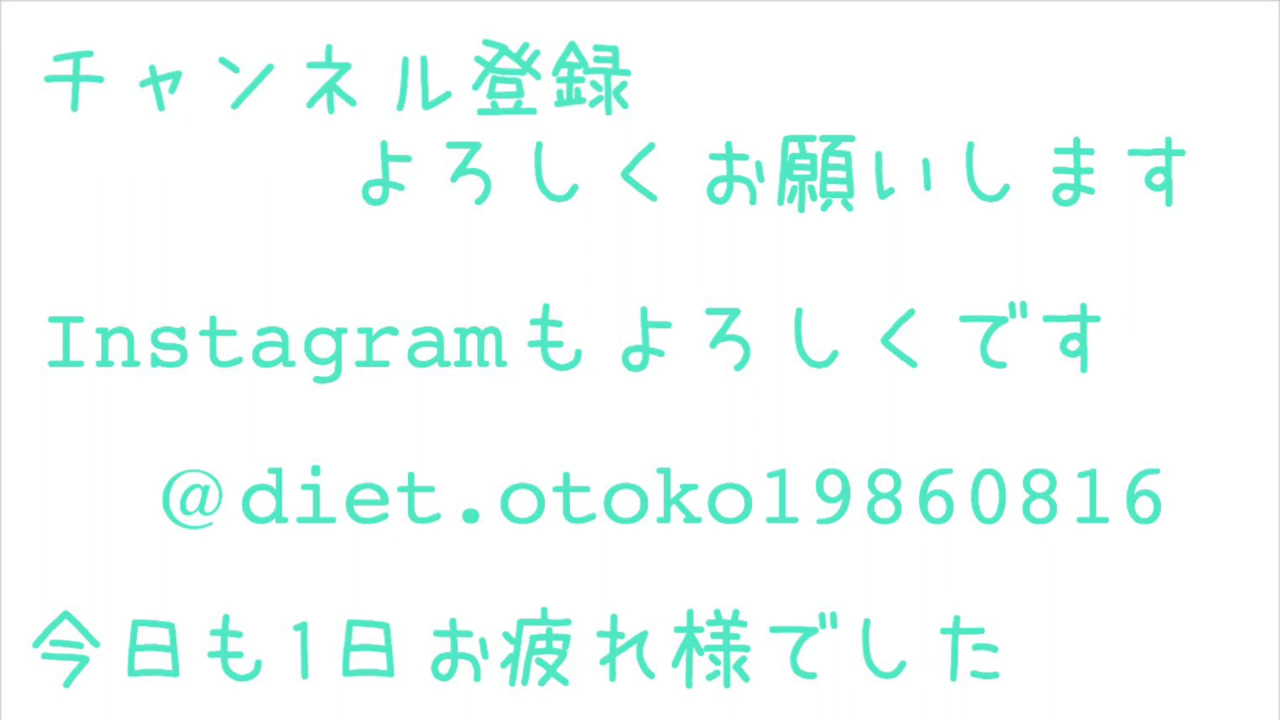 チャンネル登録
よろしくお願いします
Instagramもよろしくです
@diet.otoko19860816
今日も1日お疲れ様でした